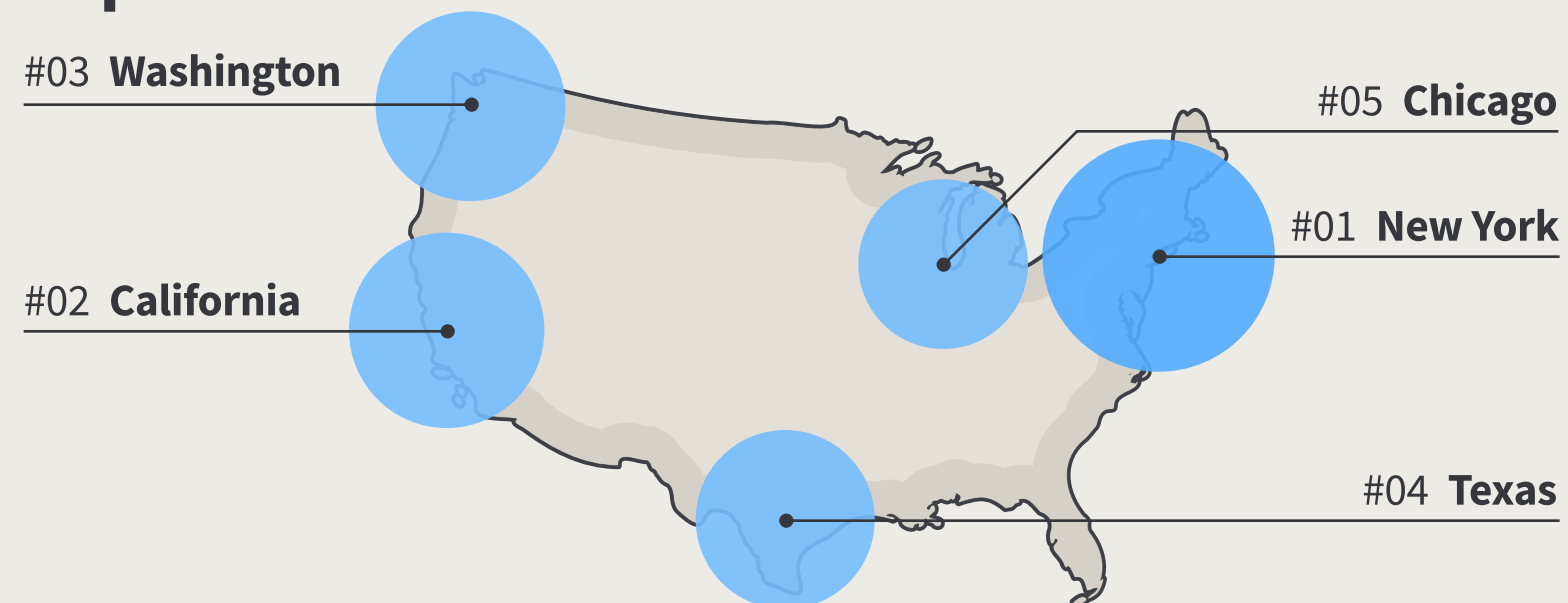 #03 Washington
#05 Chicago
#01 New York
#02 California
#04 Texas